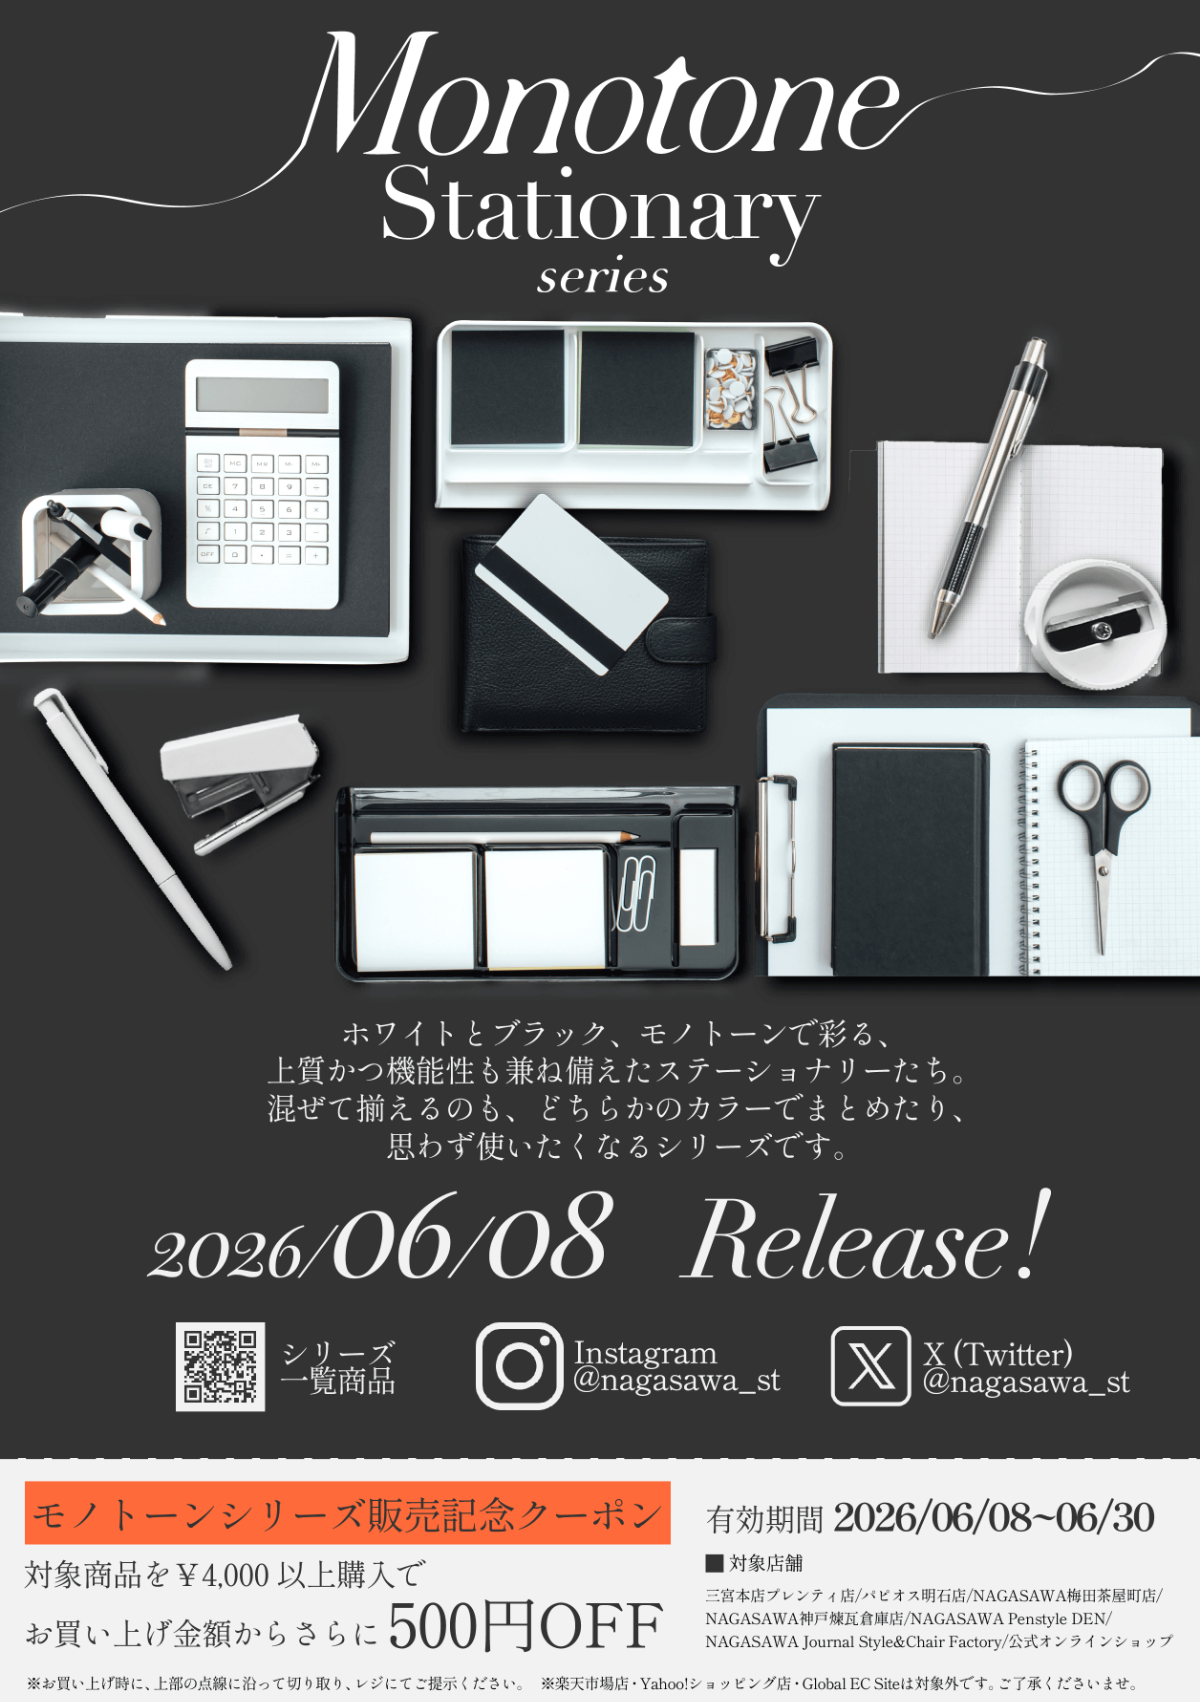 Monotone
Stationary
series
ホワイトとブラック、モノトーンで彩る、
上質かつ機能性も兼ね備えたステーショナリーたち。
混ぜて揃えるのも、どちらかのカラーでまとめたり、
思わず使いたくなるシリーズです。
2026/06/08 Release!
シリーズ
一覧商品
Instagram
@nagasawa_st
X (Twitter)
@nagasawa_st
モノトーンシリーズ販売記念クーポン
対象商品を￥4,000 以上購入で
お買い上げ金額からさらに 500円OFF
有効期間 2026/06/08~06/30
■ 対象店舗
三宮本店プレンティ店/パピオス明石店/NAGASAWA梅田茶屋町店/
NAGASAWA神戸煉瓦倉庫店/NAGASAWA Penstyle DEN/
NAGASAWA Journal Style&Chair Factory/公式オンラインショップ
※お買い上げ時に、上部の点線に沿って切り取り、レジにてご提示ください。 ※楽天市場店・Yahoo!ショッピング店・Global EC Siteは対象外です。ご了承くださいませ。